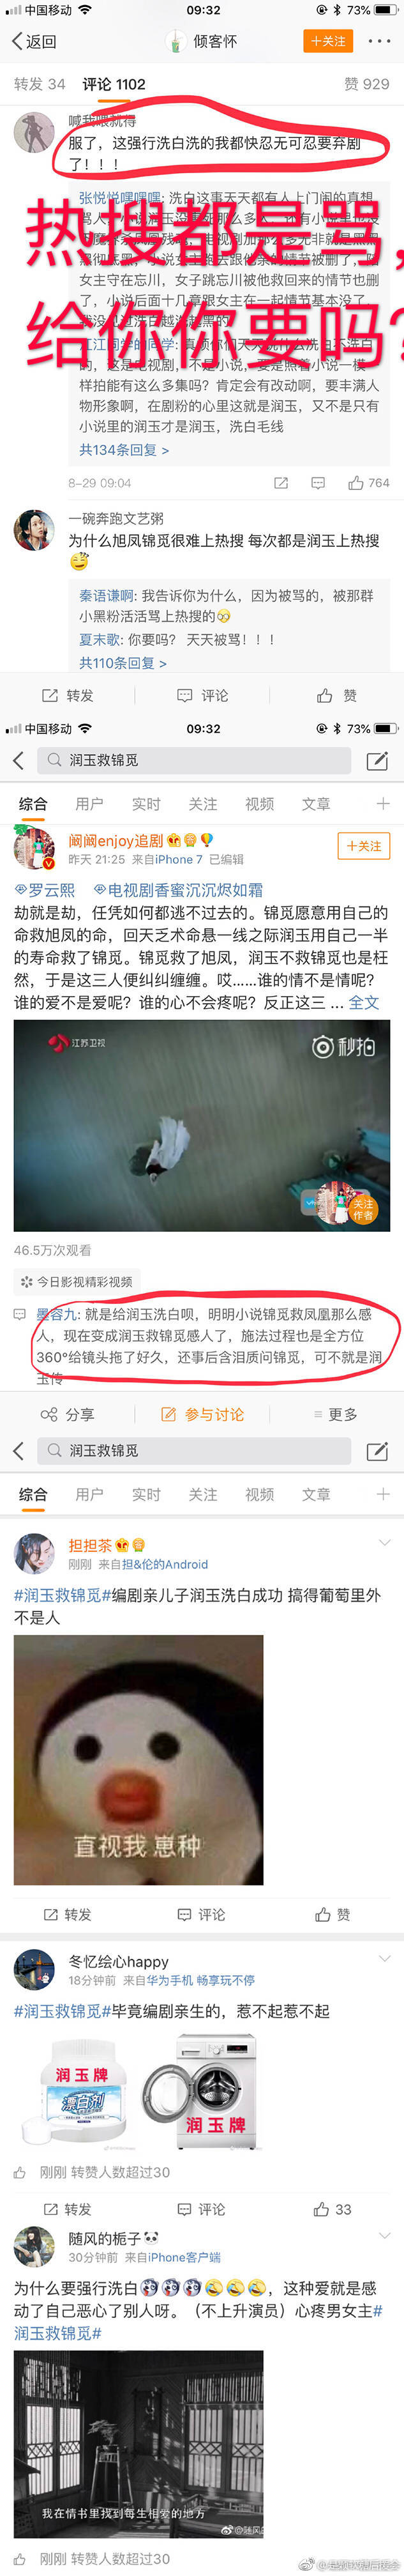 中国移动 09:32 73%
返回 倾客怀 +关注
转发 34 评论 1102 赞 929
喊我喂就得
服了，这强行洗白洗的我都快忍无可忍要弃剧
了！！！
热搜都是骂，
给你你要吗？
张悦悦嘿嘿嘿: 洗白这事天天都有人上门闹的真想
女主守在忘川，女子跳忘川被他救回来的情节也删
了，小说后面十几章跟女主在一起情节基本没了，
的，这是电视剧，不是小说，要是照着小说一模一
样拍能有这么多集吗？肯定会有改动啊，要丰满人
物形象啊，在剧粉的心里这就是润玉，又不是只有
小说里的润玉才是润玉，洗白毛线
共134条回复 >
8-29 09:04 764
一碗奔跑文艺粥
为什么旭凤锦觅很难上热搜 每次都是润玉上热搜
秦语谦啊: 我告诉你为什么，因为被骂的，被那群
小黑粉活活骂上热搜的
夏末歌: 你要吗？ 天天被骂！！！
共110条回复 >
转发 评论 赞
中国移动 09:32 73%
润玉救锦觅
综合 用户 实时 关注 视频 文章 +
阚阚enjoy追剧
昨天 21:25 来自iPhone 7 已编辑
+关注
罗云熙 电视剧香蜜沉沉烬如霜
劫就是劫，任凭如何都逃不过去的。锦觅愿意用自己的
命救旭凤的命，回天乏术命悬一线之际润玉用自己一半
的寿命救了锦觅。锦觅救了旭凤，润玉不救锦觅也是枉
然，于是这三人便纠纠缠缠。哎……谁的情不是情呢？
谁的爱不是爱呢？谁的心不会疼呢？反正这三 ... 全文
江苏卫视 秒拍
关注
作者
46.5万次观看
今日影视精彩视频
墨容九: 就是给润玉洗白呗，明明小说锦觅救凤凰那么感
人，现在变成润玉救锦觅感人了，施法过程也是全方位
360°给镜头拖了好久，还事后含泪质问锦觅，可不就是润
玉传
分享 参与讨论 更多
润玉救锦觅
综合 用户 实时 关注 视频 文章 +
担担茶
刚刚 来自担&伦的Android
#润玉救锦觅#编剧亲儿子润玉洗白成功 搞得葡萄里外
不是人
直视我 崽种
转发 评论 赞
冬忆绘心happy
18分钟前 来自华为手机 畅享玩不停
#润玉救锦觅#毕竟编剧亲生的，惹不起惹不起
润玉牌
漂白剂
润玉牌
刚刚 转赞人数超过30
转发 评论 33
随风的栀子
30分钟前 来自iPhone客户端
为什么要强行洗白，这种爱就是感
动了自己恶心了别人呀。（不上升演员）心疼男女主#
润玉救锦觅#
我在情书里找到每生相爱的地方
刚刚 转赞人数超过30